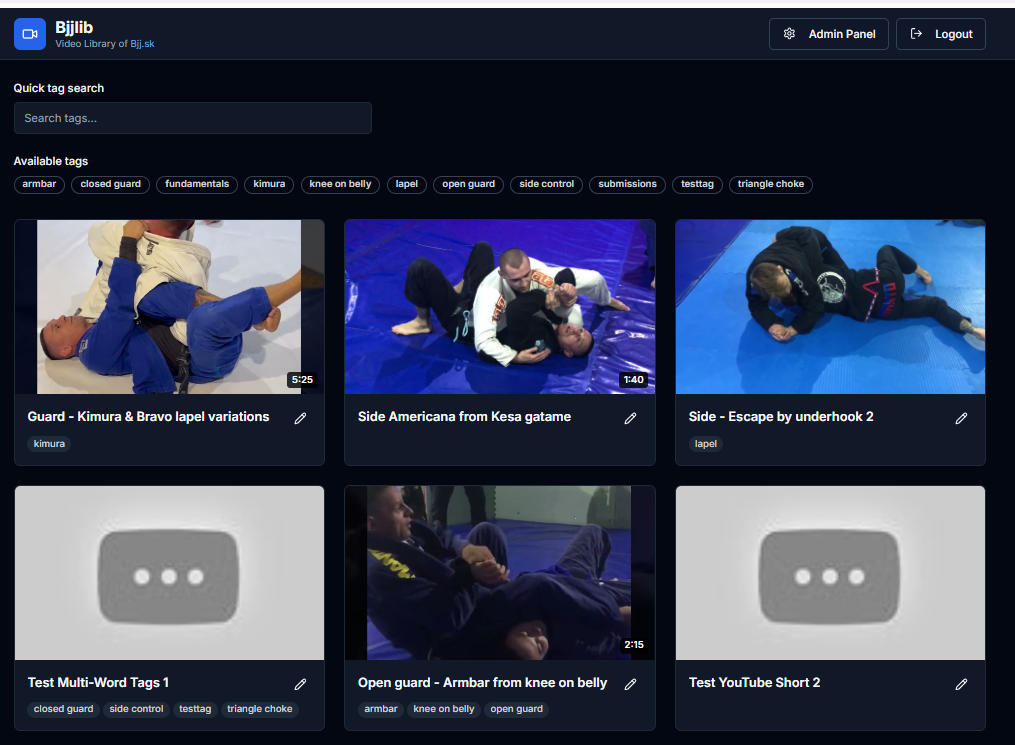 Bjjlib
Video Library of Bjj.sk
Admin Panel
Logout
Quick tag search
Search tags...
Available tags
armbar closed guard fundamentals kimura knee on belly lapel open guard side control submissions testtag triangle choke
5:25
1:40
Guard - Kimura & Bravo lapel variations
kimura
Side Americana from Kesa gatame
Side - Escape by underhook 2
lapel
2:15
Test Multi-Word Tags 1
closed guard side control testtag triangle choke
Open guard - Armbar from knee on belly
armbar knee on belly open guard
Test YouTube Short 2